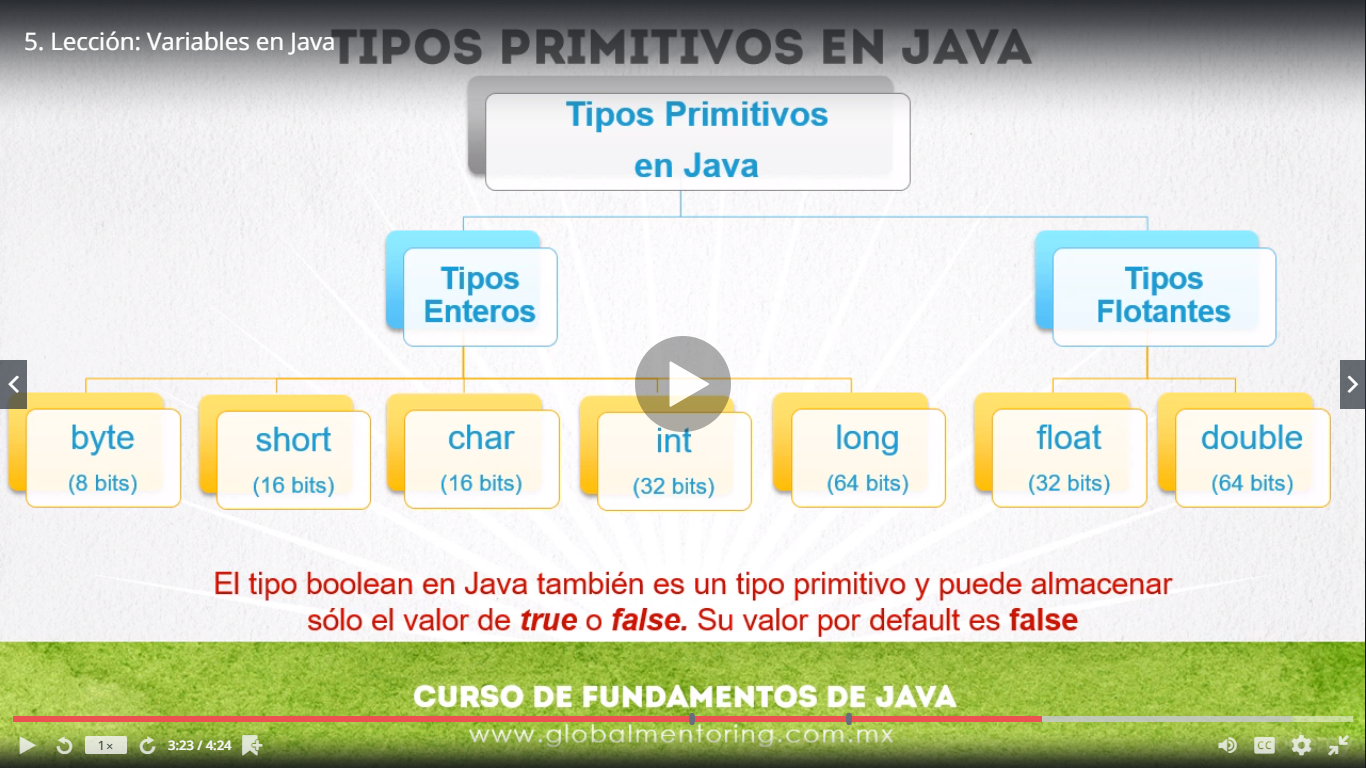 5. Lección: Variables en Java
TIPOS PRIMITIVOS EN JAVA
Tipos Primitivos
en Java
Tipos
Enteros
Tipos
Flotantes
byte
(8 bits)
short
(16 bits)
char
(16 bits)
int
(32 bits)
long
(64 bits)
float
(32 bits)
double
(64 bits)
El tipo boolean en Java también es un tipo primitivo y puede almacenar
sólo el valor de true o false. Su valor por default es false
CURSO DE FUNDAMENTOS DE JAVA
www.globalmentoring.com.mx
1×
3:23 / 4:24
CC